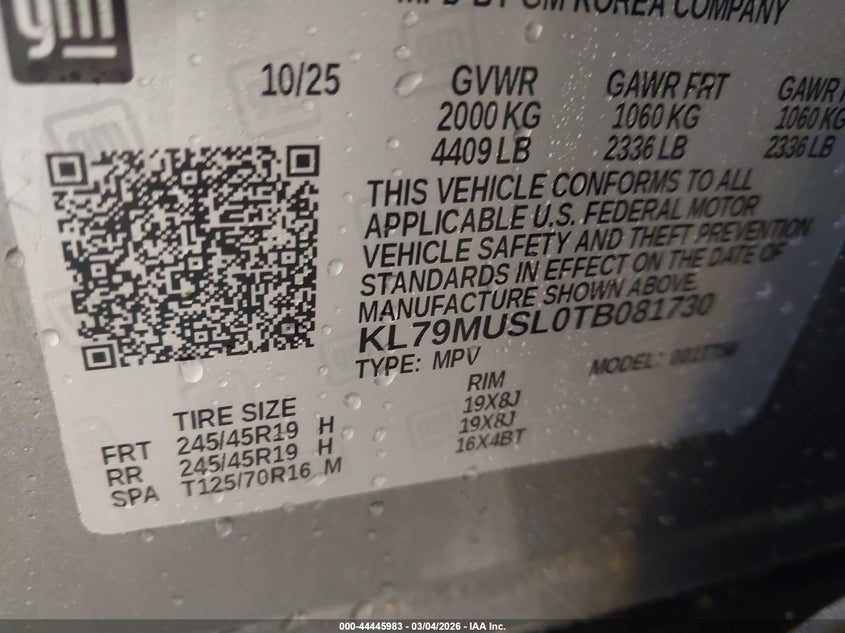 gm
MFD BY GM KOREA COMPANY
10/25 GVWR GAWR FRT GAWR
2000 KG 1060 KG 1060 KG
4409 LB 2336 LB 2336 LB
THIS VEHICLE CONFORMS TO ALL
APPLICABLE U.S. FEDERAL MOTOR
VEHICLE SAFETY AND THEFT PREVENTION
STANDARDS IN EFFECT ON THE DATE OF
MANUFACTURE SHOWN ABOVE.
KL79MUSL0TB081730
TYPE: MPV MODEL:
TIRE SIZE RIM
FRT 245/45R19 H 19X8J
RR 245/45R19 H 19X8J
SPA T125/70R16 M 16X4BT
000-44445983 - 03/04/2026 - IAA Inc.